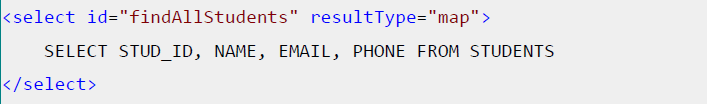 <select id="findAllStudents" resultType="map">
SELECT STUD_ID, NAME, EMAIL, PHONE FROM STUDENTS
</select>